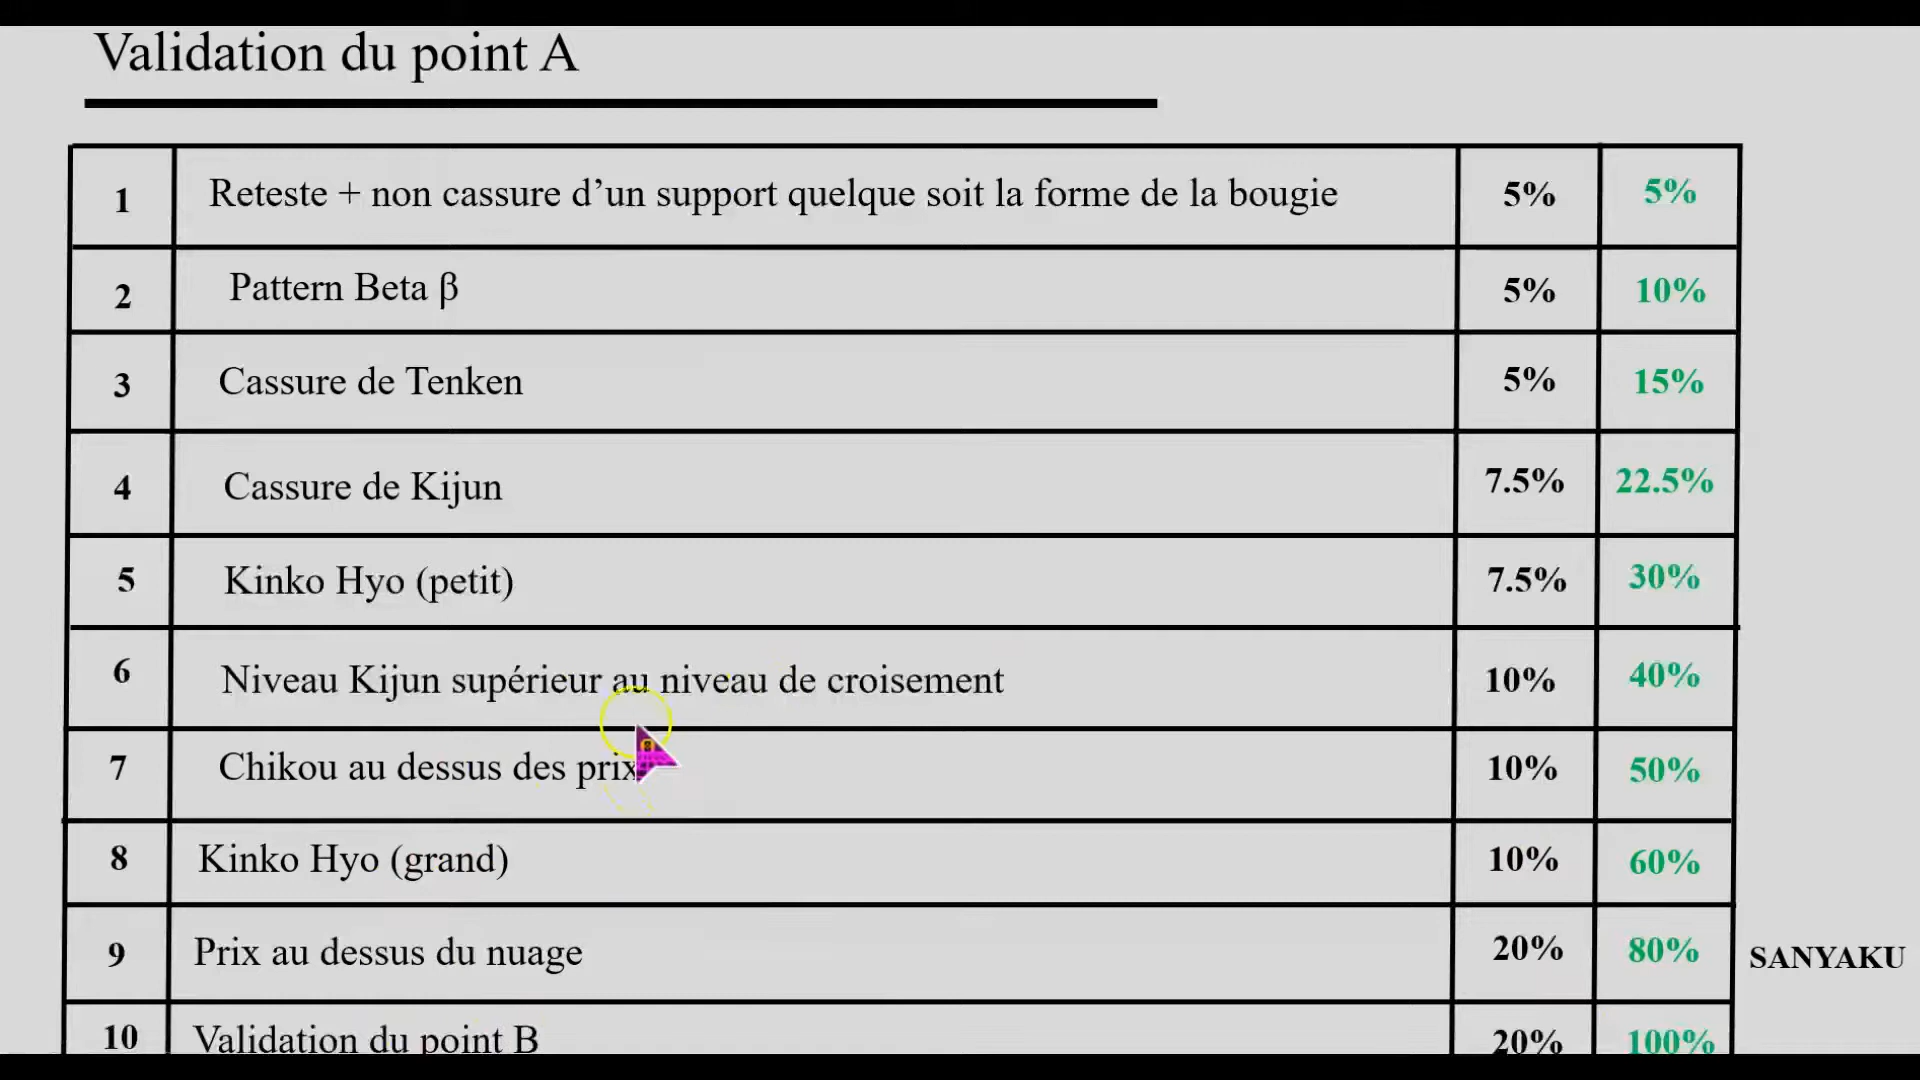 Validation du point A
1 Reteste + non cassure d’un support quelque soit la forme de la bougie 5% 5%
2 Pattern Beta β 5% 10%
3 Cassure de Tenken 5% 15%
4 Cassure de Kijun 7.5% 22.5%
5 Kinko Hyo (petit) 7.5% 30%
6 Niveau Kijun supérieur au niveau de croisement 10% 40%
7 Chikou au dessus des prix 10% 50%
8 Kinko Hyo (grand) 10% 60%
9 Prix au dessus du nuage 20% 80% SANYAKU
10 Validation du point B 20% 100%